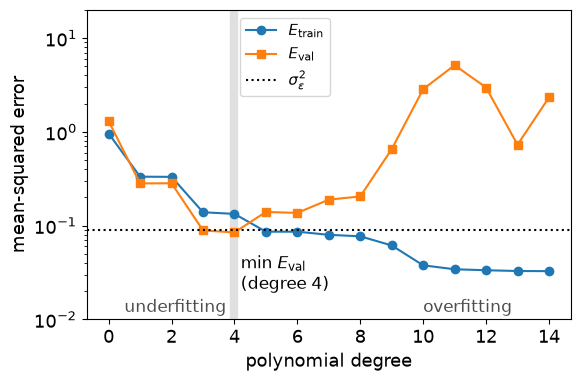 10¹
10⁰
10⁻¹
10⁻²
mean-squared error
E_train
E_val
σ_ε²
min E_val
(degree 4)
underfitting
overfitting
0 2 4 6 8 10 12 14
polynomial degree